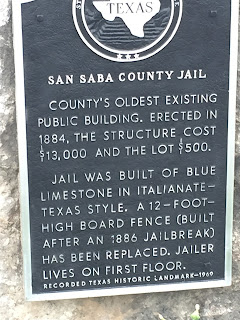 TEXAS
SAN SABA COUNTY JAIL
COUNTY'S OLDEST EXISTING
PUBLIC BUILDING. ERECTED IN
1884, THE STRUCTURE COST
$13,000 AND THE LOT $500.
JAIL WAS BUILT OF BLUE
LIMESTONE IN ITALIANATE-
TEXAS STYLE. A 12-FOOT-
HIGH BOARD FENCE (BUILT
AFTER AN 1886 JAILBREAK)
HAS BEEN REPLACED. JAILER
LIVES ON FIRST FLOOR.
RECORDED TEXAS HISTORIC LANDMARK-1969